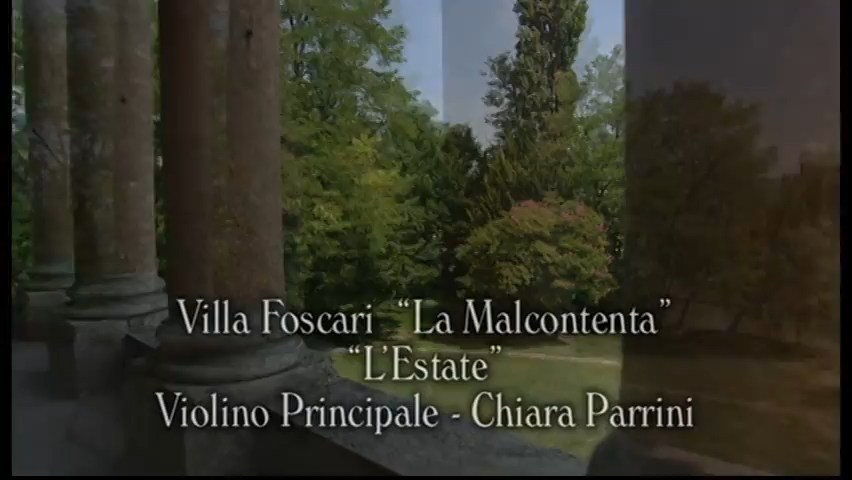 Villa Foscari “La Malcontenta”
“L’Estate”
Violino Principale - Chiara Parrini